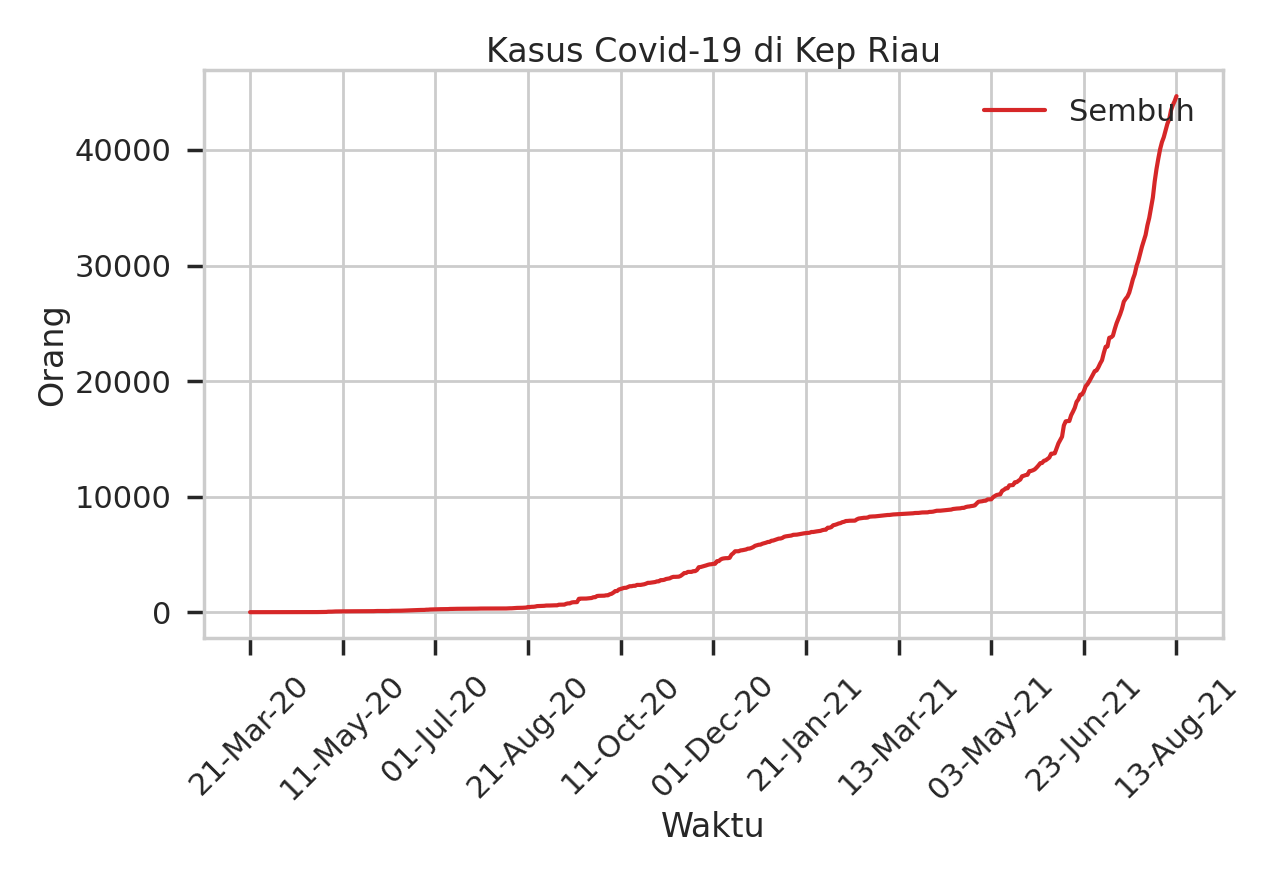 Kasus Covid-19 di Kep Riau
Sembuh
Orang
40000
30000
20000
10000
0
21-Mar-20
11-May-20
01-Jul-20
21-Aug-20
11-Oct-20
01-Dec-20
21-Jan-21
13-Mar-21
03-May-21
23-Jun-21
13-Aug-21
Waktu